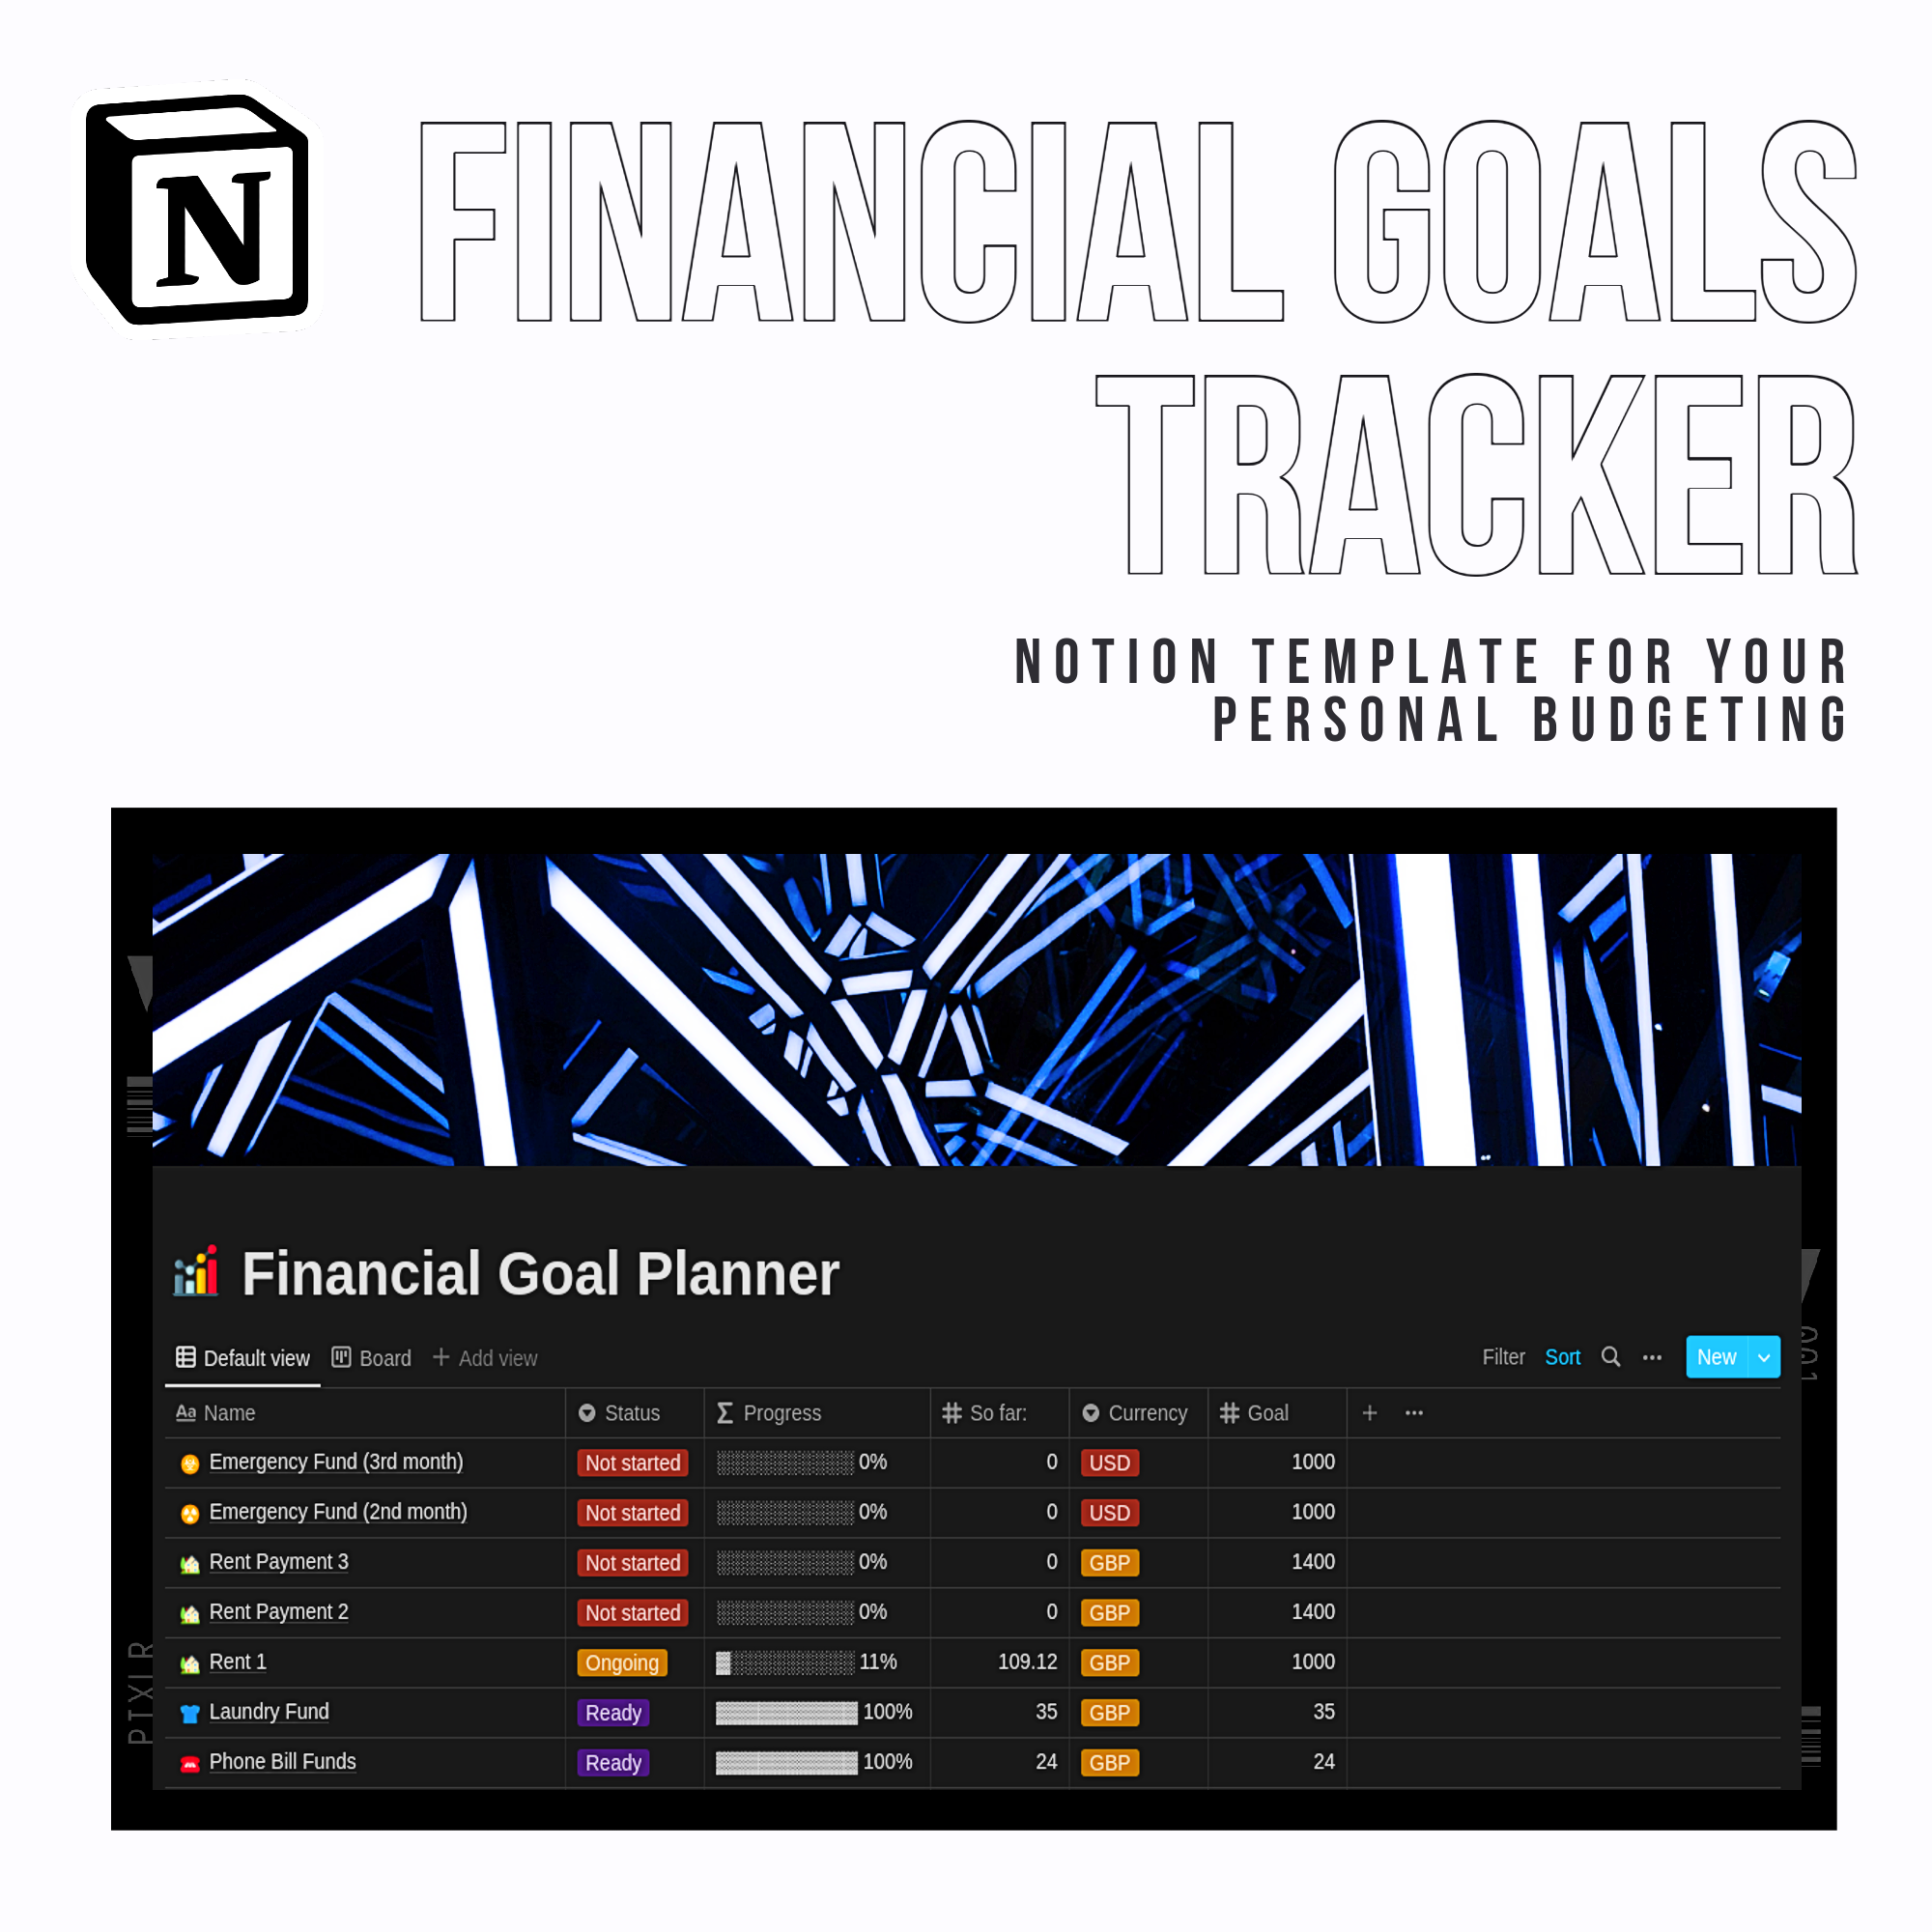 N
FINANCIAL GOALS
TRACKER
NOTION TEMPLATE FOR YOUR
PERSONAL BUDGETING
Financial Goal Planner
Default view Board + Add view Filter Sort New
Aa Name Status Σ Progress # So far: Currency # Goal + ...
Emergency Fund (3rd month) Not started 0% 0 USD 1000
Emergency Fund (2nd month) Not started 0% 0 USD 1000
Rent Payment 3 Not started 0% 0 GBP 1400
Rent Payment 2 Not started 0% 0 GBP 1400
Rent 1 Ongoing 11% 109.12 GBP 1000
Laundry Fund Ready 100% 35 GBP 35
Phone Bill Funds Ready 100% 24 GBP 24